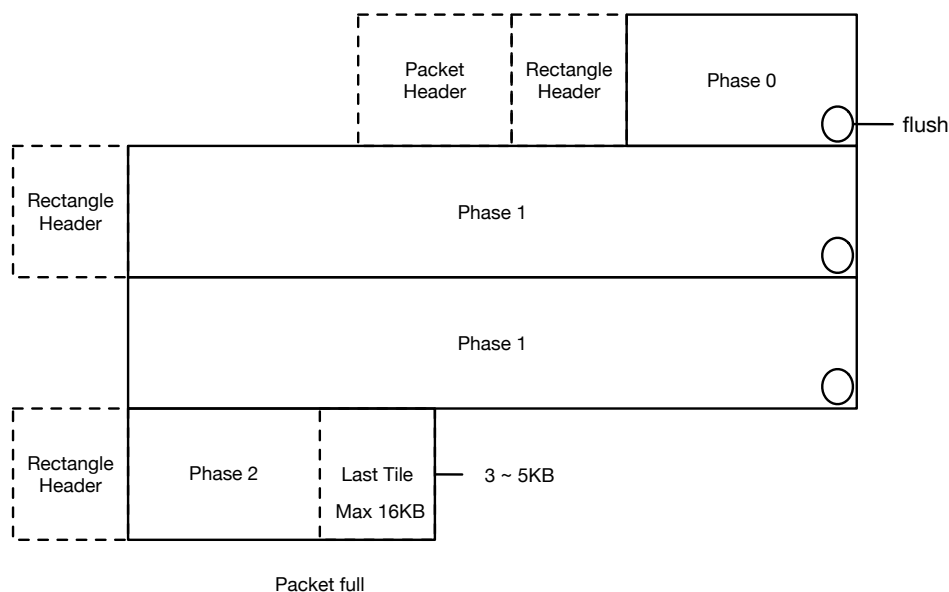 Packet
Header
Rectangle
Header
Phase 0
flush
Rectangle
Header
Phase 1
Phase 1
Rectangle
Header
Phase 2
Last Tile
Max 16KB
3 ~ 5KB
Packet full